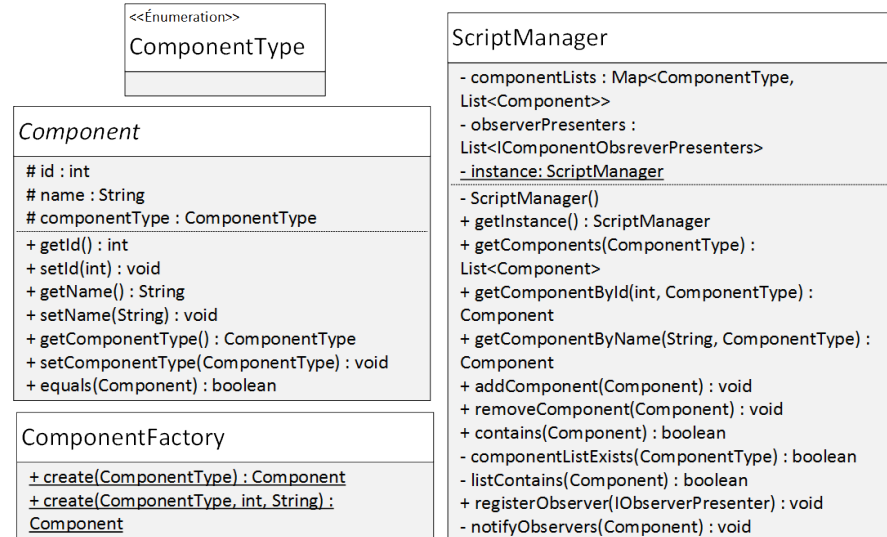 <<Énumeration>>
ComponentType
Component
# id : int
# name : String
# componentType : ComponentType
+ getId() : int
+ setId(int) : void
+ getName() : String
+ setName(String) : void
+ getComponentType() : ComponentType
+ setComponentType(ComponentType) : void
+ equals(Component) : boolean
ComponentFactory
+ create(ComponentType) : Component
+ create(ComponentType, int, String) :
Component
ScriptManager
- componentLists : Map<ComponentType,
List<Component>>
- observerPresenters :
List<IComponentObsreverPresenters>
- instance: ScriptManager
- ScriptManager()
+ getInstance() : ScriptManager
+ getComponents(ComponentType) :
List<Component>
+ getComponentById(int, ComponentType) :
Component
+ getComponentByName(String, ComponentType) :
Component
+ addComponent(Component) : void
+ removeComponent(Component) : void
+ contains(Component) : boolean
- componentListExists(ComponentType) : boolean
- listContains(Component) : boolean
+ registerObserver(IObserverPresenter) : void
- notifyObservers(Component) : void